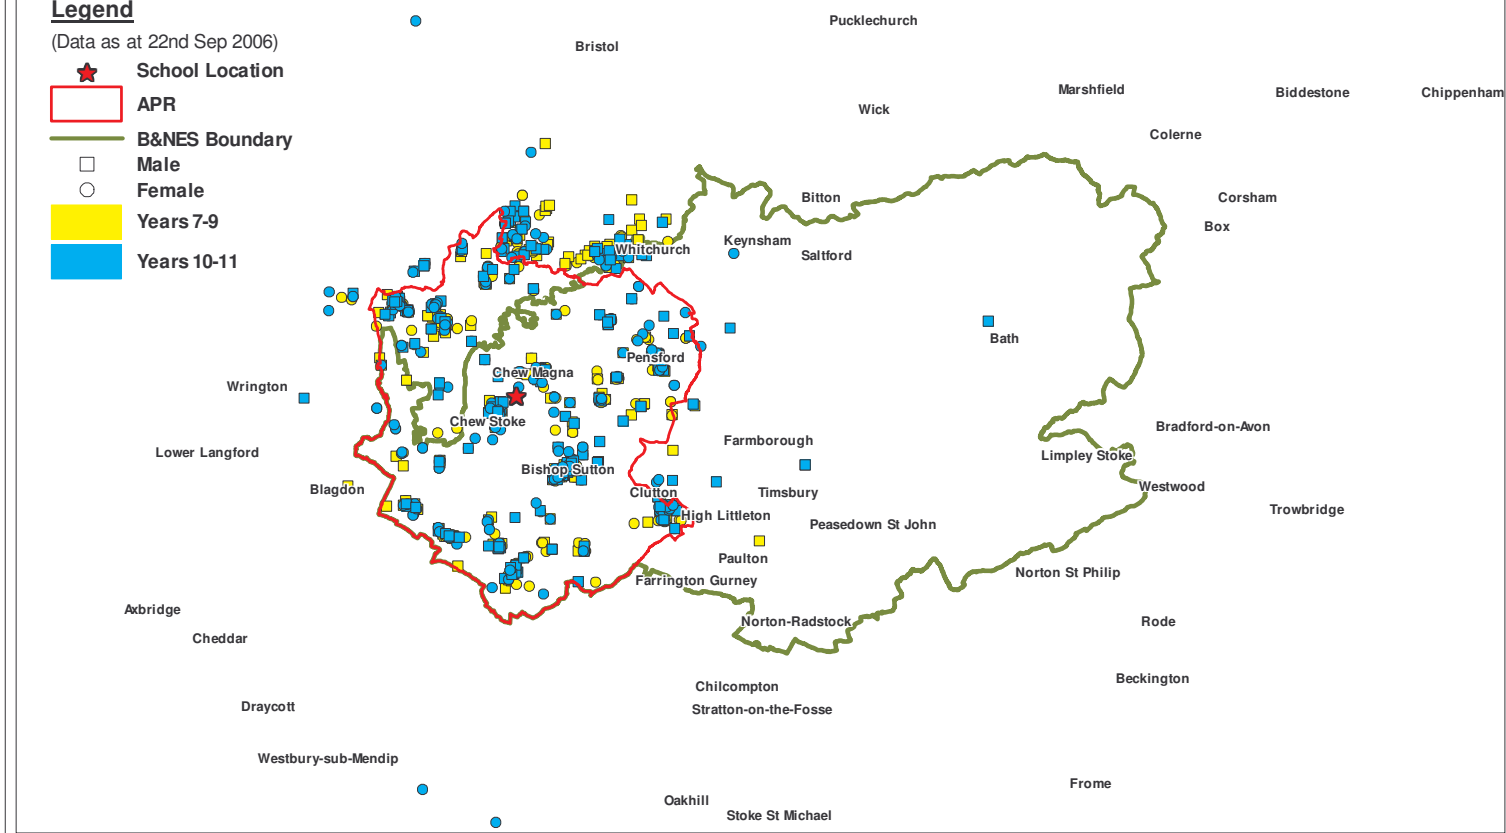 Legend
(Data as at 22nd Sep 2006)
School Location
APR
B&NES Boundary
Male
Female
Years 7-9
Years 10-11
Pucklechurch
Bristol
Marshfield
Biddestone
Chippenham
Wick
Colerne
Bitton
Corsham
Box
Keynsham
Whitchurch
Saltford
Bath
Pensford
Chew Magna
Wrington
Chew Stoke
Bradford-on-Avon
Farmborough
Lower Langford
Limpley Stoke
Bishop Sutton
Blagdon
Clutton
Timsbury
Westwood
Trowbridge
High Littleton
Peasedown St John
Paulton
Norton St Philip
Farrington Gurney
Axbridge
Norton-Radstock
Rode
Cheddar
Beckington
Chilcompton
Draycott
Stratton-on-the-Fosse
Westbury-sub-Mendip
Frome
Oakhill
Stoke St Michael